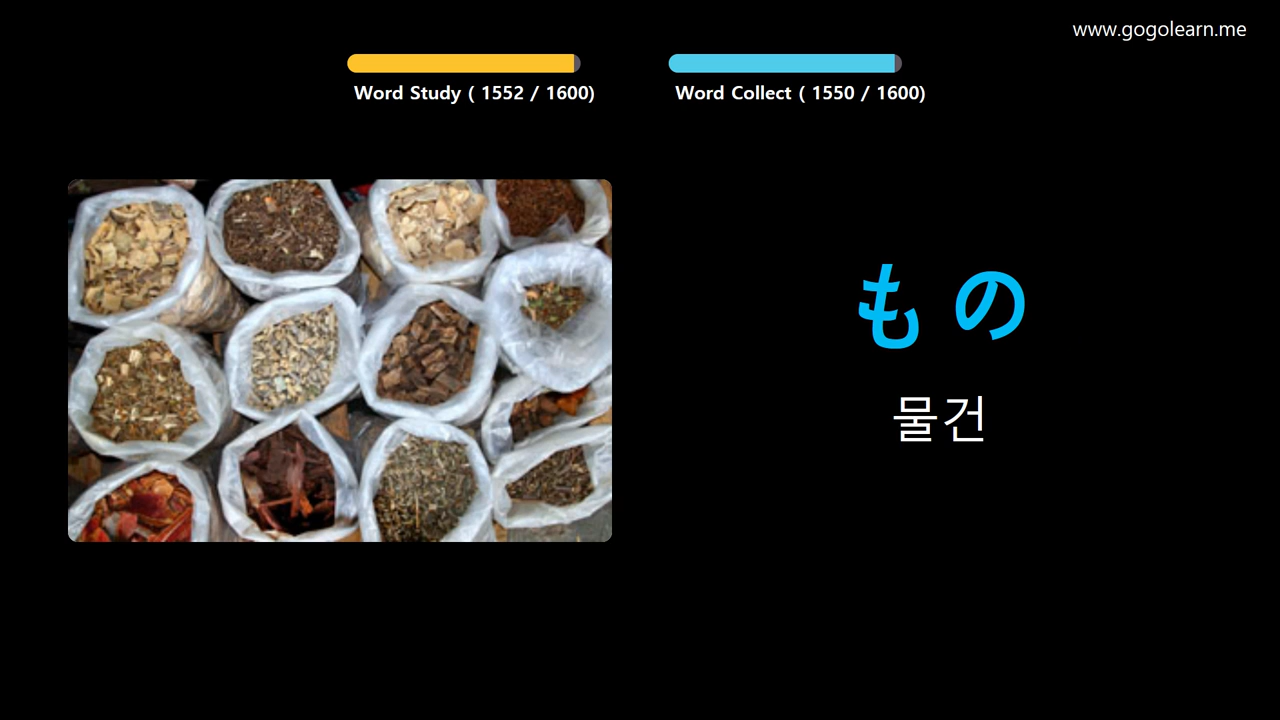 www.gogolearn.me
Word Study ( 1552 / 1600)
Word Collect ( 1550 / 1600)
もの
물건